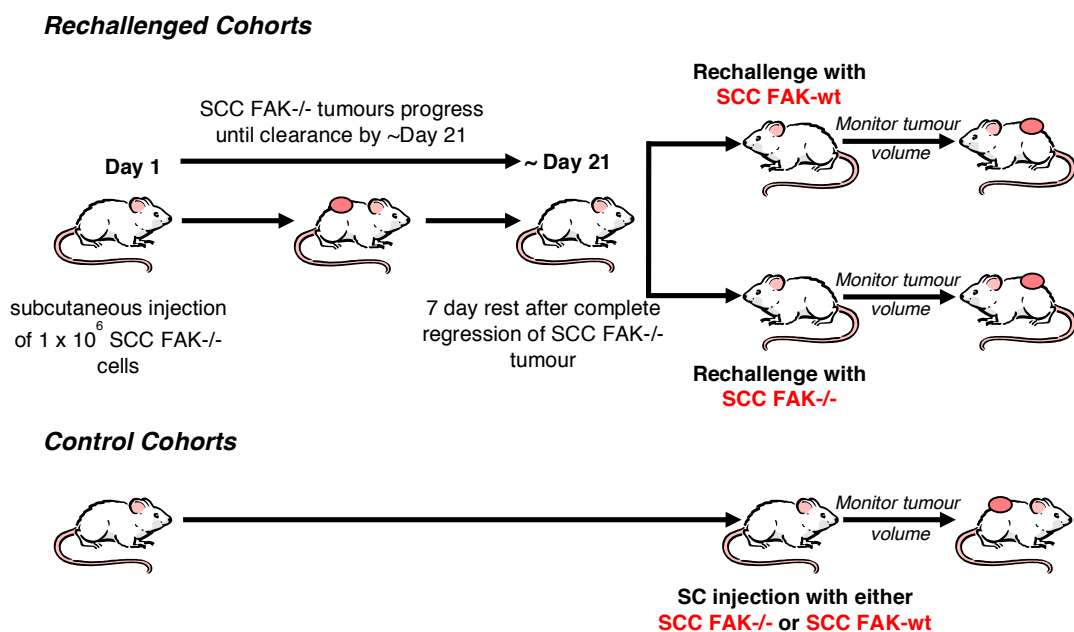 Rechallenged Cohorts
SCC FAK-/- tumours progress
until clearance by ~Day 21
Day 1
~ Day 21
subcutaneous injection
of 1 x 10^6 SCC FAK-/-
cells
7 day rest after complete
regression of SCC FAK-/-
tumour
Rechallenge with
SCC FAK-wt
Monitor tumour
volume
Monitor tumour
volume
Rechallenge with
SCC FAK-/-
Control Cohorts
Monitor tumour
volume
SC injection with either
SCC FAK-/- or SCC FAK-wt